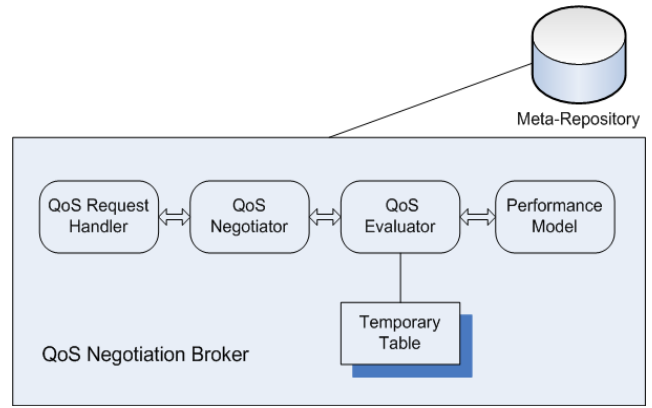 Meta-Repository
QoS Request
Handler
QoS
Negotiator
QoS
Evaluator
Performance
Model
Temporary
Table
QoS Negotiation Broker